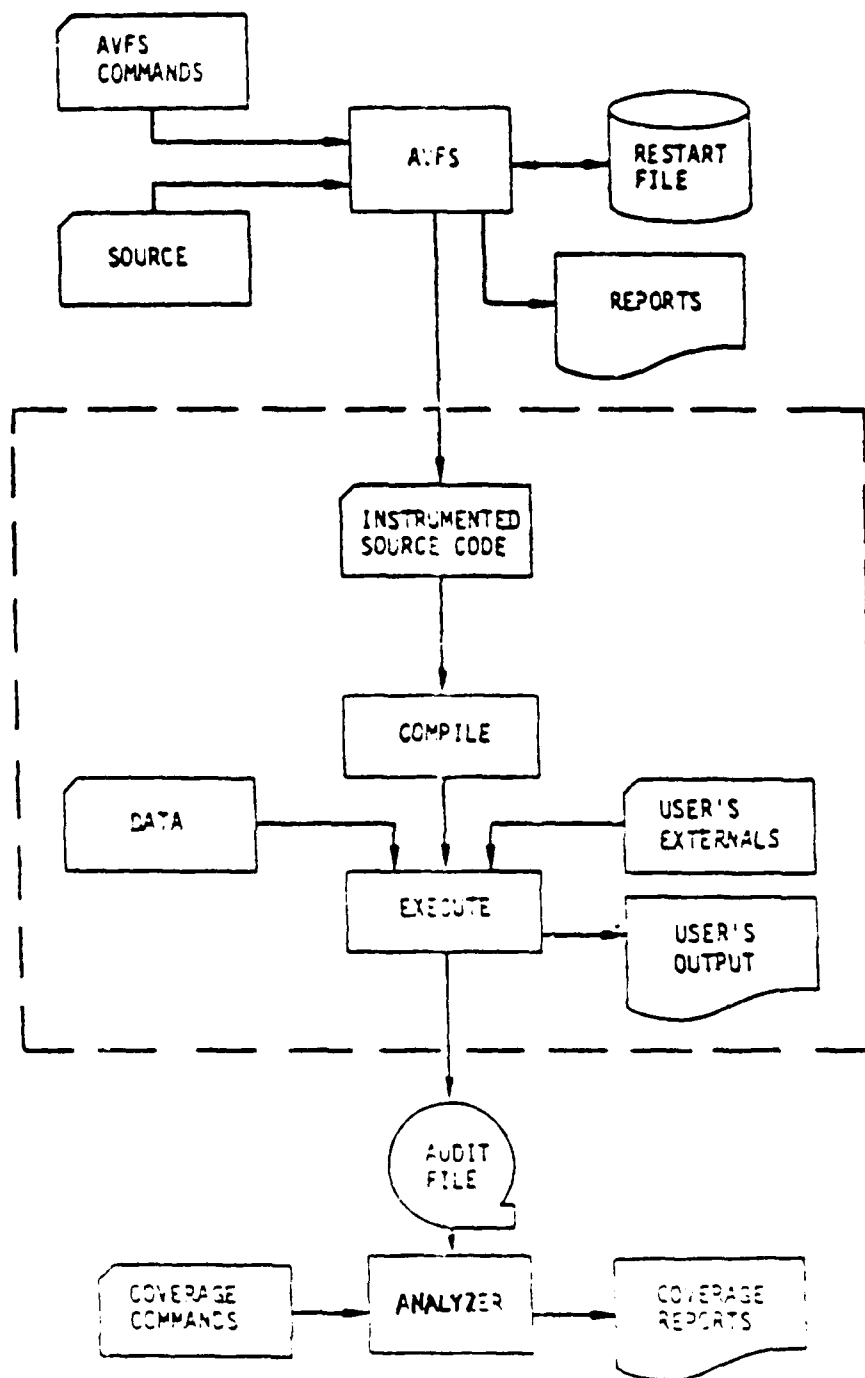 AVFS
COMMANDS
AVFS
RESTART
FILE
SOURCE
REPORTS
INSTRUMENTED
SOURCE CODE
COMPILE
DATA
USER'S
EXTERNALS
EXECUTE
USER'S
OUTPUT
AUDIT
FILE
COVERAGE
COMMANDS
ANALYZER
COVERAGE
REPORTS